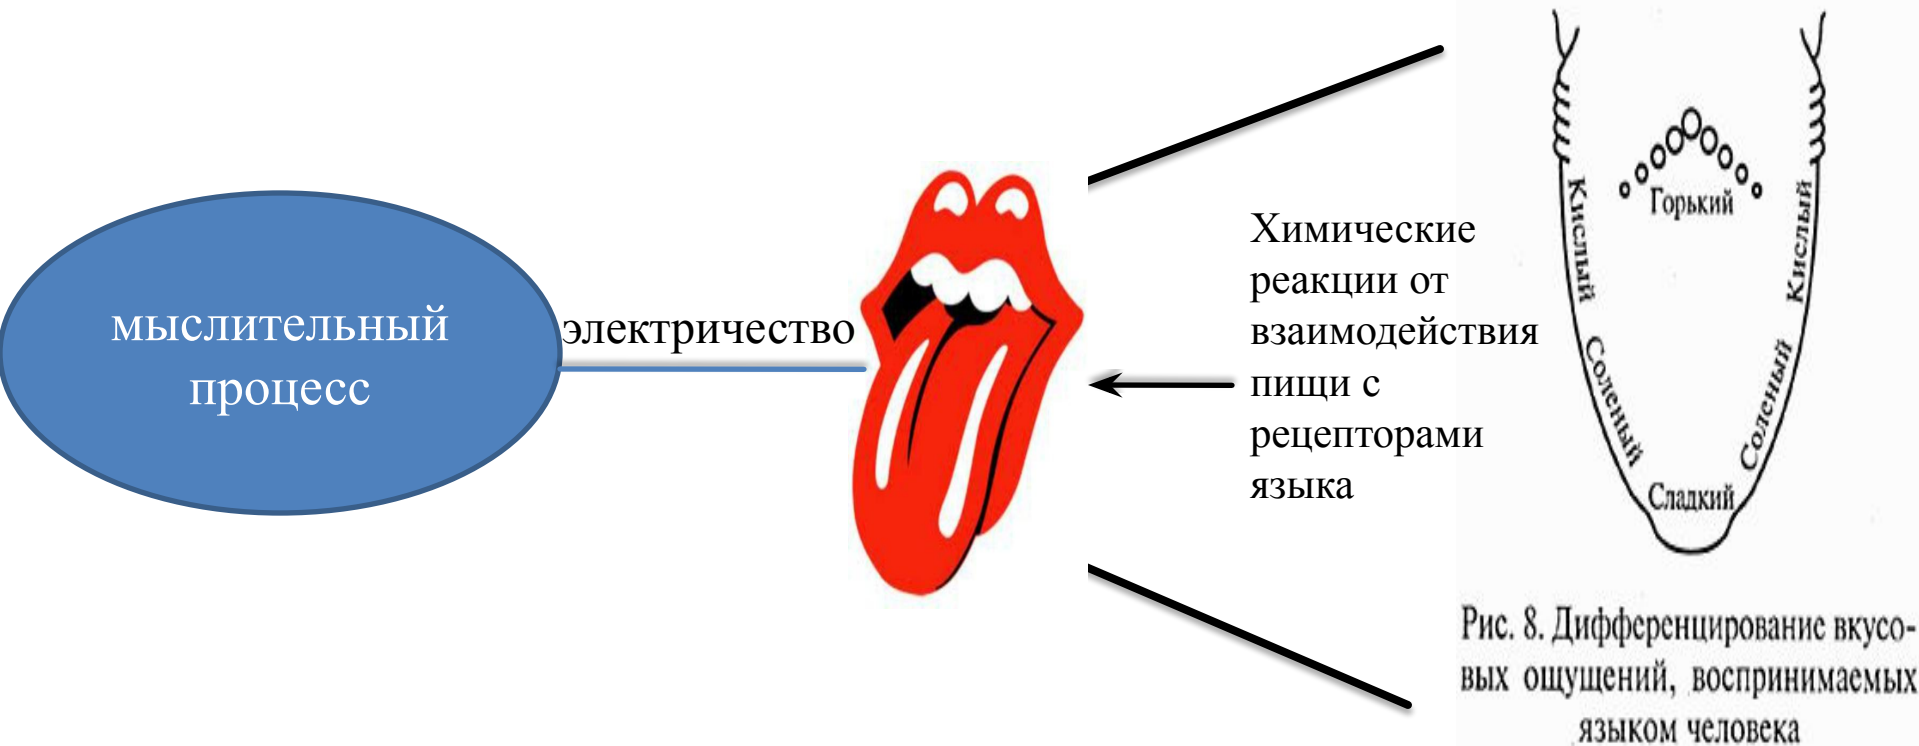 мыслительный
процесс
электричество
Химические
реакции от
взаимодействия
пищи с
рецепторами
языка
Горький
Кислый
Кислый
Соленый
Соленый
Сладкий
Рис. 8. Дифференцирование вкусо-
вых ощущений, воспринимаемых
языком человека